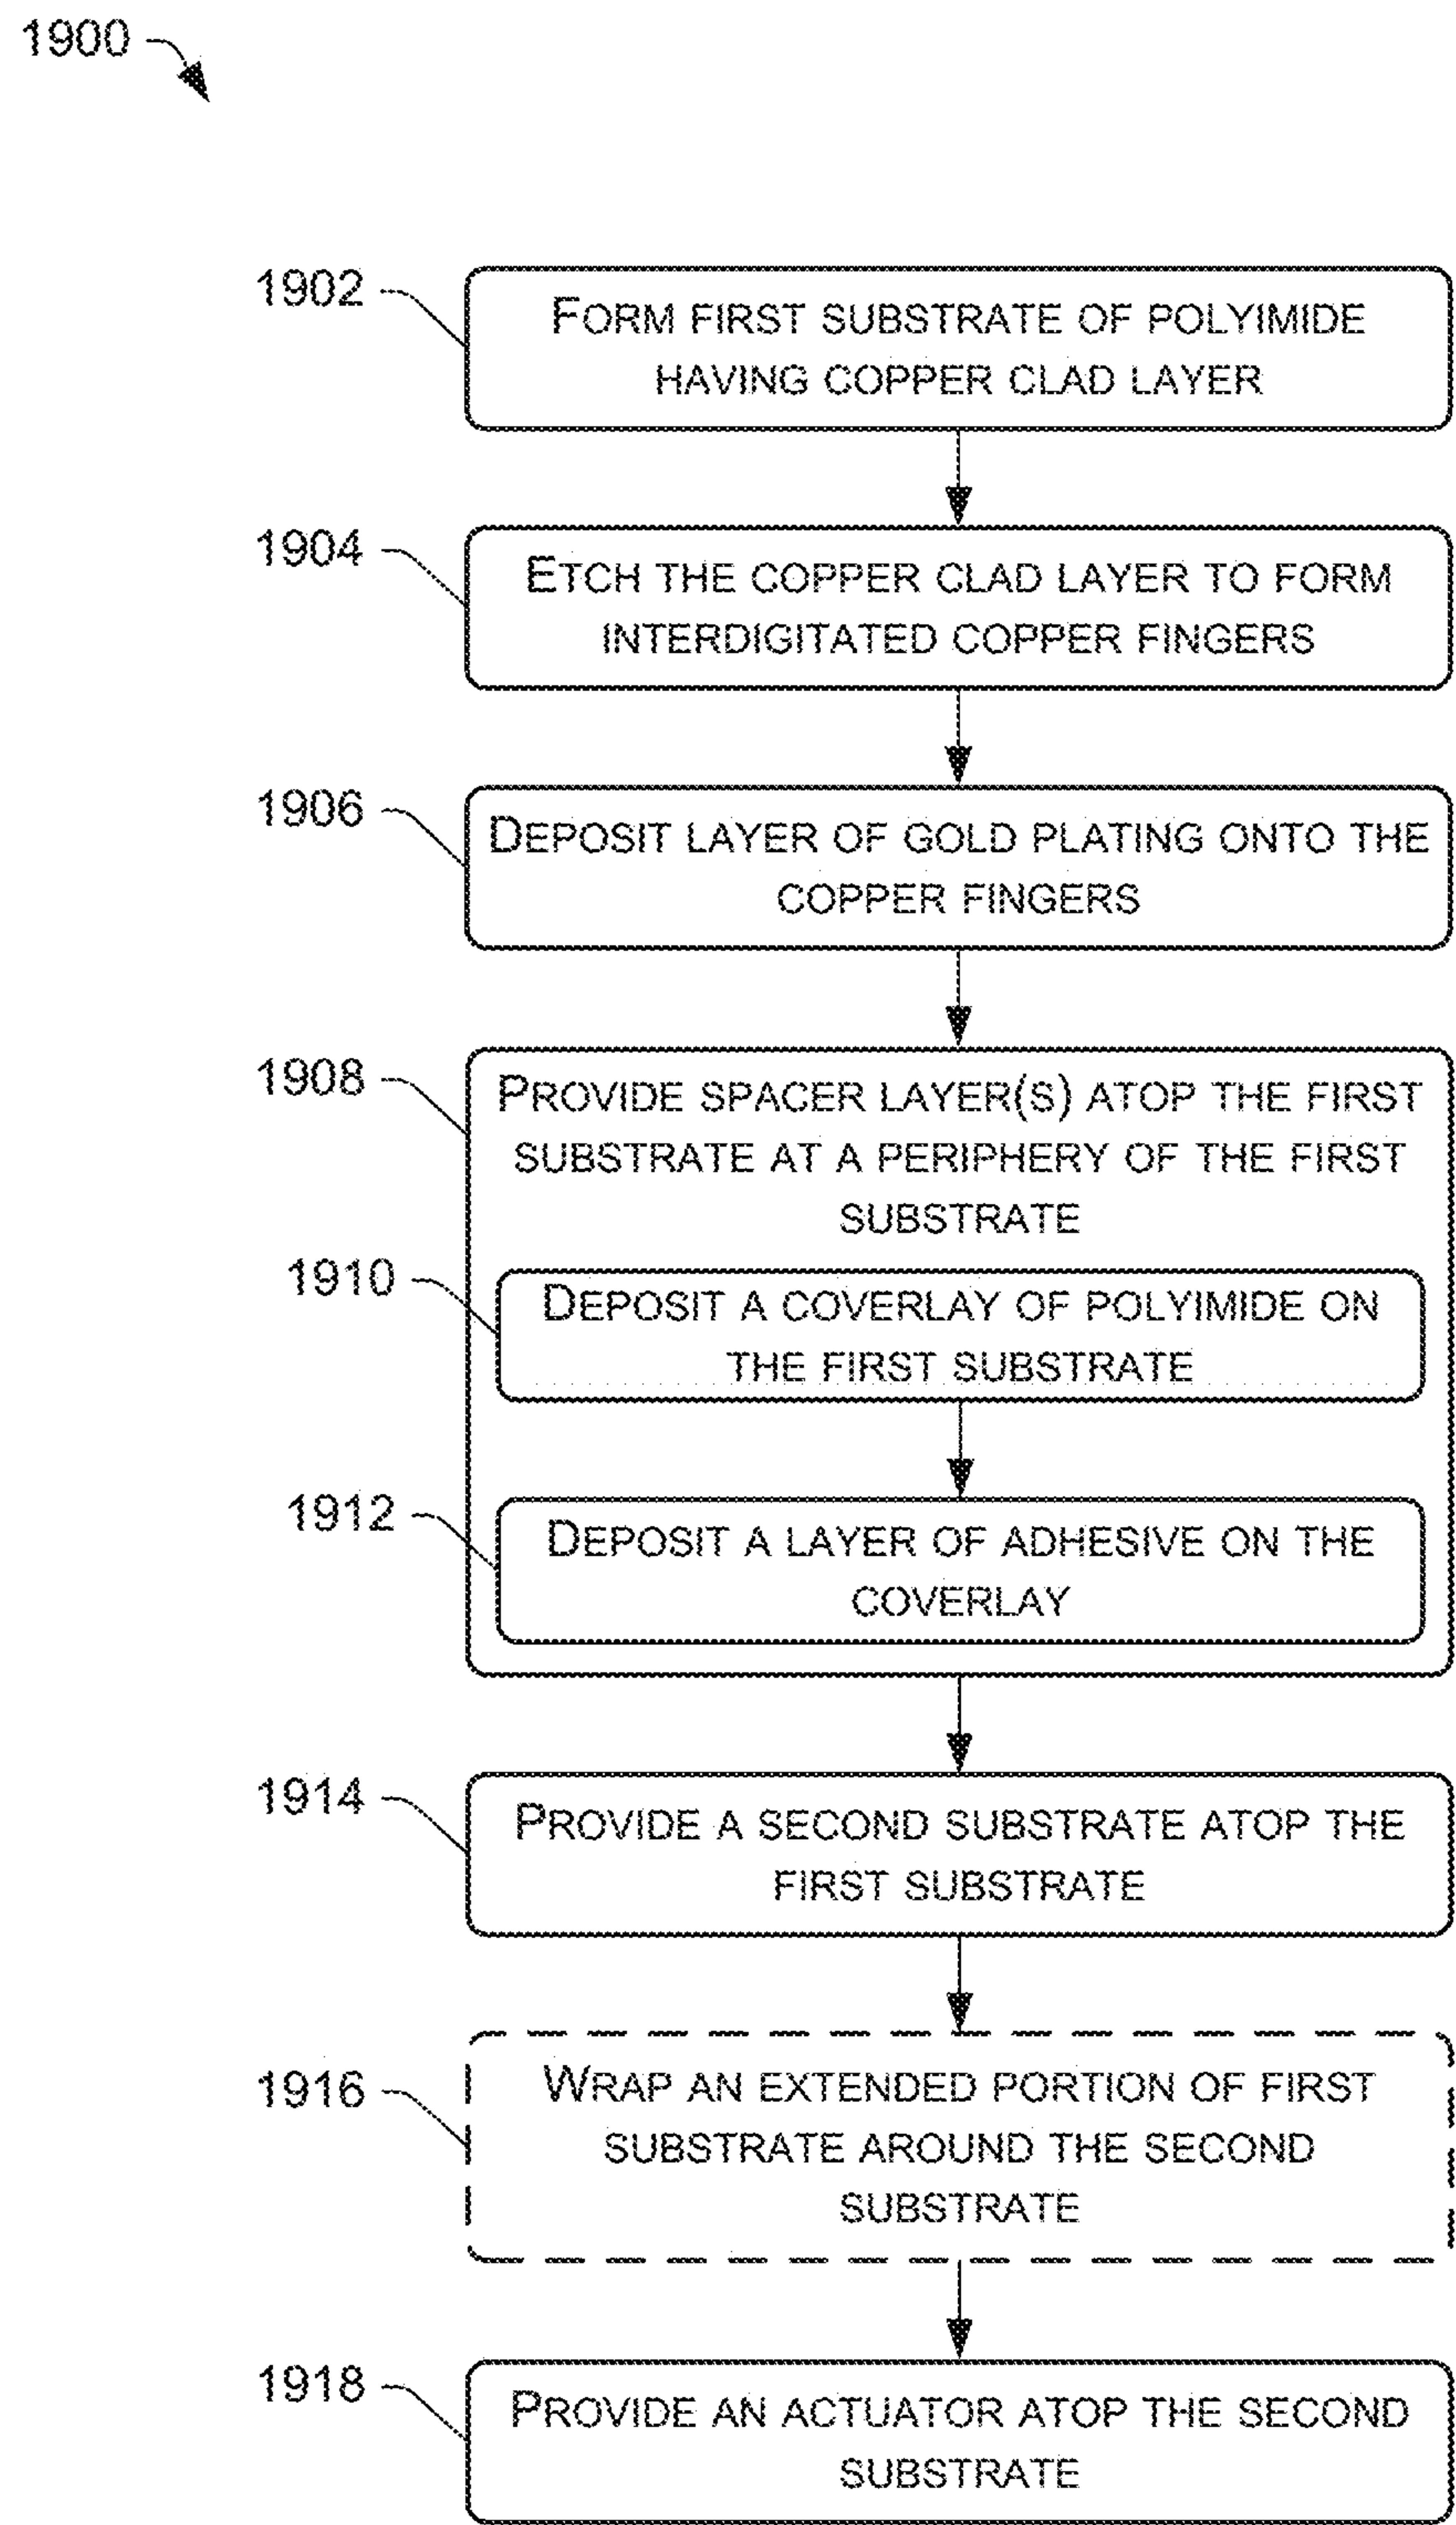 1900
1902
FORM FIRST SUBSTRATE OF POLYIMIDE
HAVING COPPER CLAD LAYER
1904
ETCH THE COPPER CLAD LAYER TO FORM
INTERDIGITATED COPPER FINGERS
1906
DEPOSIT LAYER OF GOLD PLATING ONTO THE
COPPER FINGERS
1908
PROVIDE SPACER LAYER(S) ATOP THE FIRST
SUBSTRATE AT A PERIPHERY OF THE FIRST
SUBSTRATE
1910
DEPOSIT A COVERLAY OF POLYIMIDE ON
THE FIRST SUBSTRATE
1912
DEPOSIT A LAYER OF ADHESIVE ON THE
COVERLAY
1914
PROVIDE A SECOND SUBSTRATE ATOP THE
FIRST SUBSTRATE
1916
WRAP AN EXTENDED PORTION OF FIRST
SUBSTRATE AROUND THE SECOND
SUBSTRATE
1918
PROVIDE AN ACTUATOR ATOP THE SECOND
SUBSTRATE